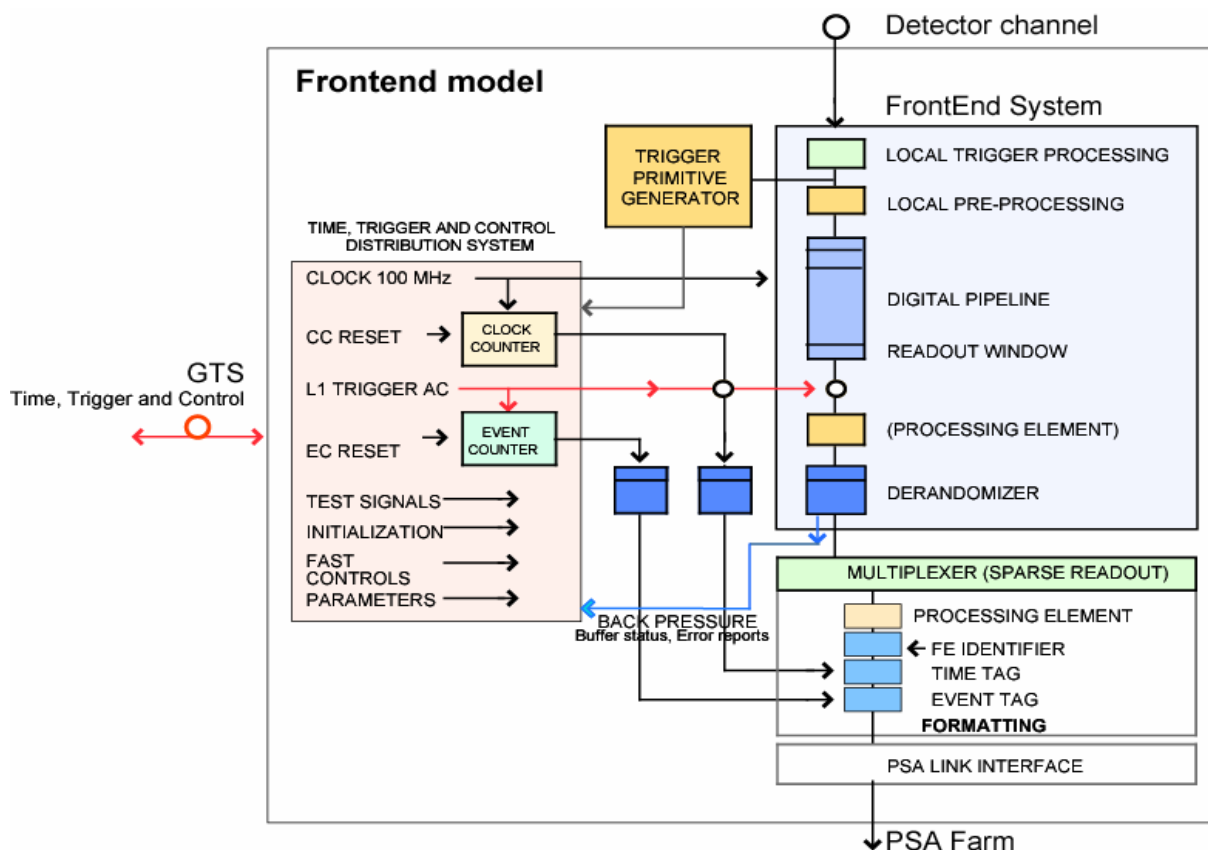 Detector channel
Frontend model
FrontEnd System
TRIGGER
PRIMITIVE
GENERATOR
LOCAL TRIGGER PROCESSING
LOCAL PRE-PROCESSING
TIME, TRIGGER AND CONTROL
DISTRIBUTION SYSTEM
CLOCK 100 MHz
DIGITAL PIPELINE
CC RESET
CLOCK
COUNTER
READOUT WINDOW
GTS
Time, Trigger and Control
L1 TRIGGER AC
EC RESET
EVENT
COUNTER
(PROCESSING ELEMENT)
DERANDOMIZER
TEST SIGNALS
INITIALIZATION
FAST
CONTROLS
PARAMETERS
MULTIPLEXER (SPARSE READOUT)
BACK PRESSURE
Buffer status, Error reports
PROCESSING ELEMENT
FE IDENTIFIER
TIME TAG
EVENT TAG
FORMATTING
PSA LINK INTERFACE
PSA Farm